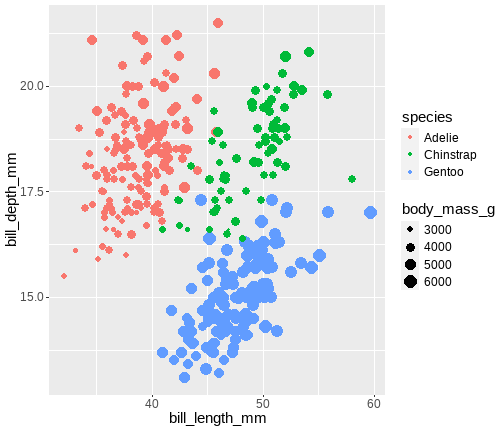 20.0
17.5
15.0
bill_depth_mm
40
50
60
bill_length_mm
species
Adelie
Chinstrap
Gentoo
body_mass_g
3000
4000
5000
6000